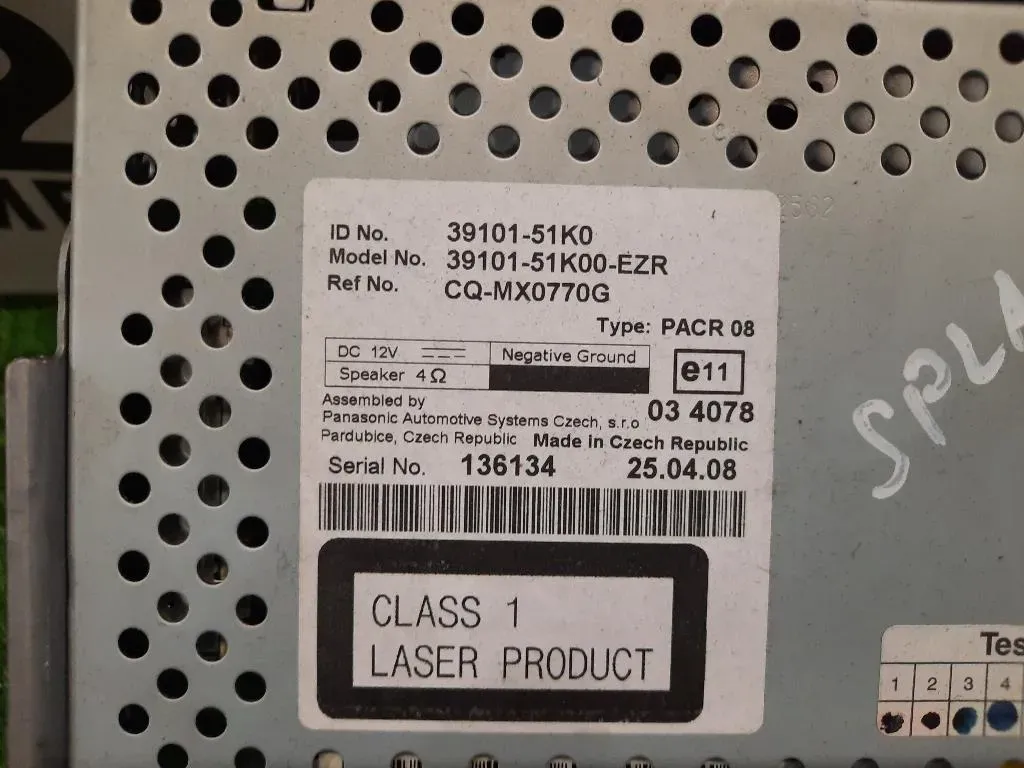 ID No. 39101-51K0
Model No. 39101-51K00-EZR
Ref No. CQ-MX0770G
Type: PACR 08
DC 12V Negative Ground
Speaker 4Ω
e11
Assembled by
03 4078
Panasonic Automotive Systems Czech, s.r.o
Pardubice, Czech Republic Made in Czech Republic
Serial No. 136134 25.04.08
CLASS 1
LASER PRODUCT
SPLA
Tes
1 2 3 4